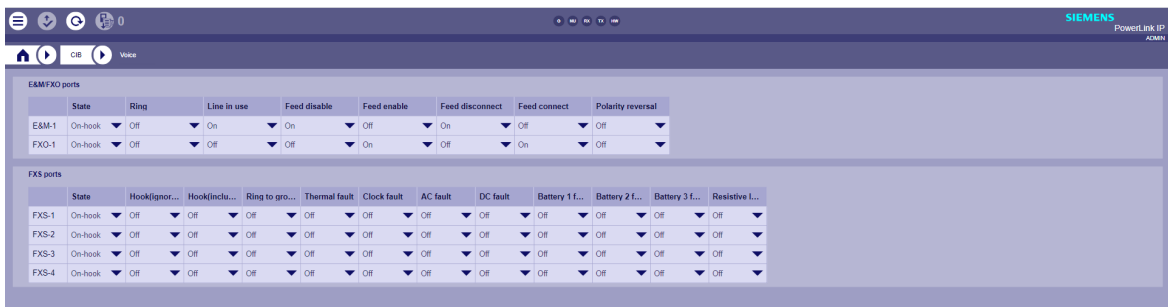 0
G NU RX TX HW
SIEMENS
PowerLink IP
ADMIN
CIB Voice
E&M/FXO ports
State Ring Line in use Feed disable Feed enable Feed disconnect Feed connect Polarity reversal
E&M-1 On-hook Off On On Off On Off Off
FXO-1 On-hook Off Off Off On Off On Off
FXS ports
State Hook(ignor... Hook(inclu... Ring to gro... Thermal fault Clock fault AC fault DC fault Battery 1 f... Battery 2 f... Battery 3 f... Resistive l...
FXS-1 On-hook Off Off Off Off Off Off Off Off Off Off Off
FXS-2 On-hook Off Off Off Off Off Off Off Off Off Off Off
FXS-3 On-hook Off Off Off Off Off Off Off Off Off Off Off
FXS-4 On-hook Off Off Off Off Off Off Off Off Off Off Off